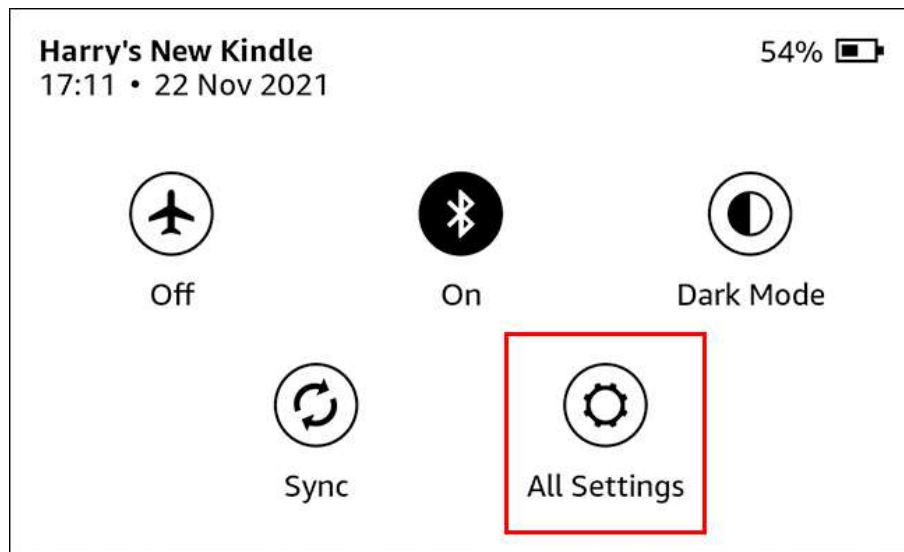 Harry's New Kindle
54%
17:11 • 22 Nov 2021
Off
On
Dark Mode
Sync
All Settings